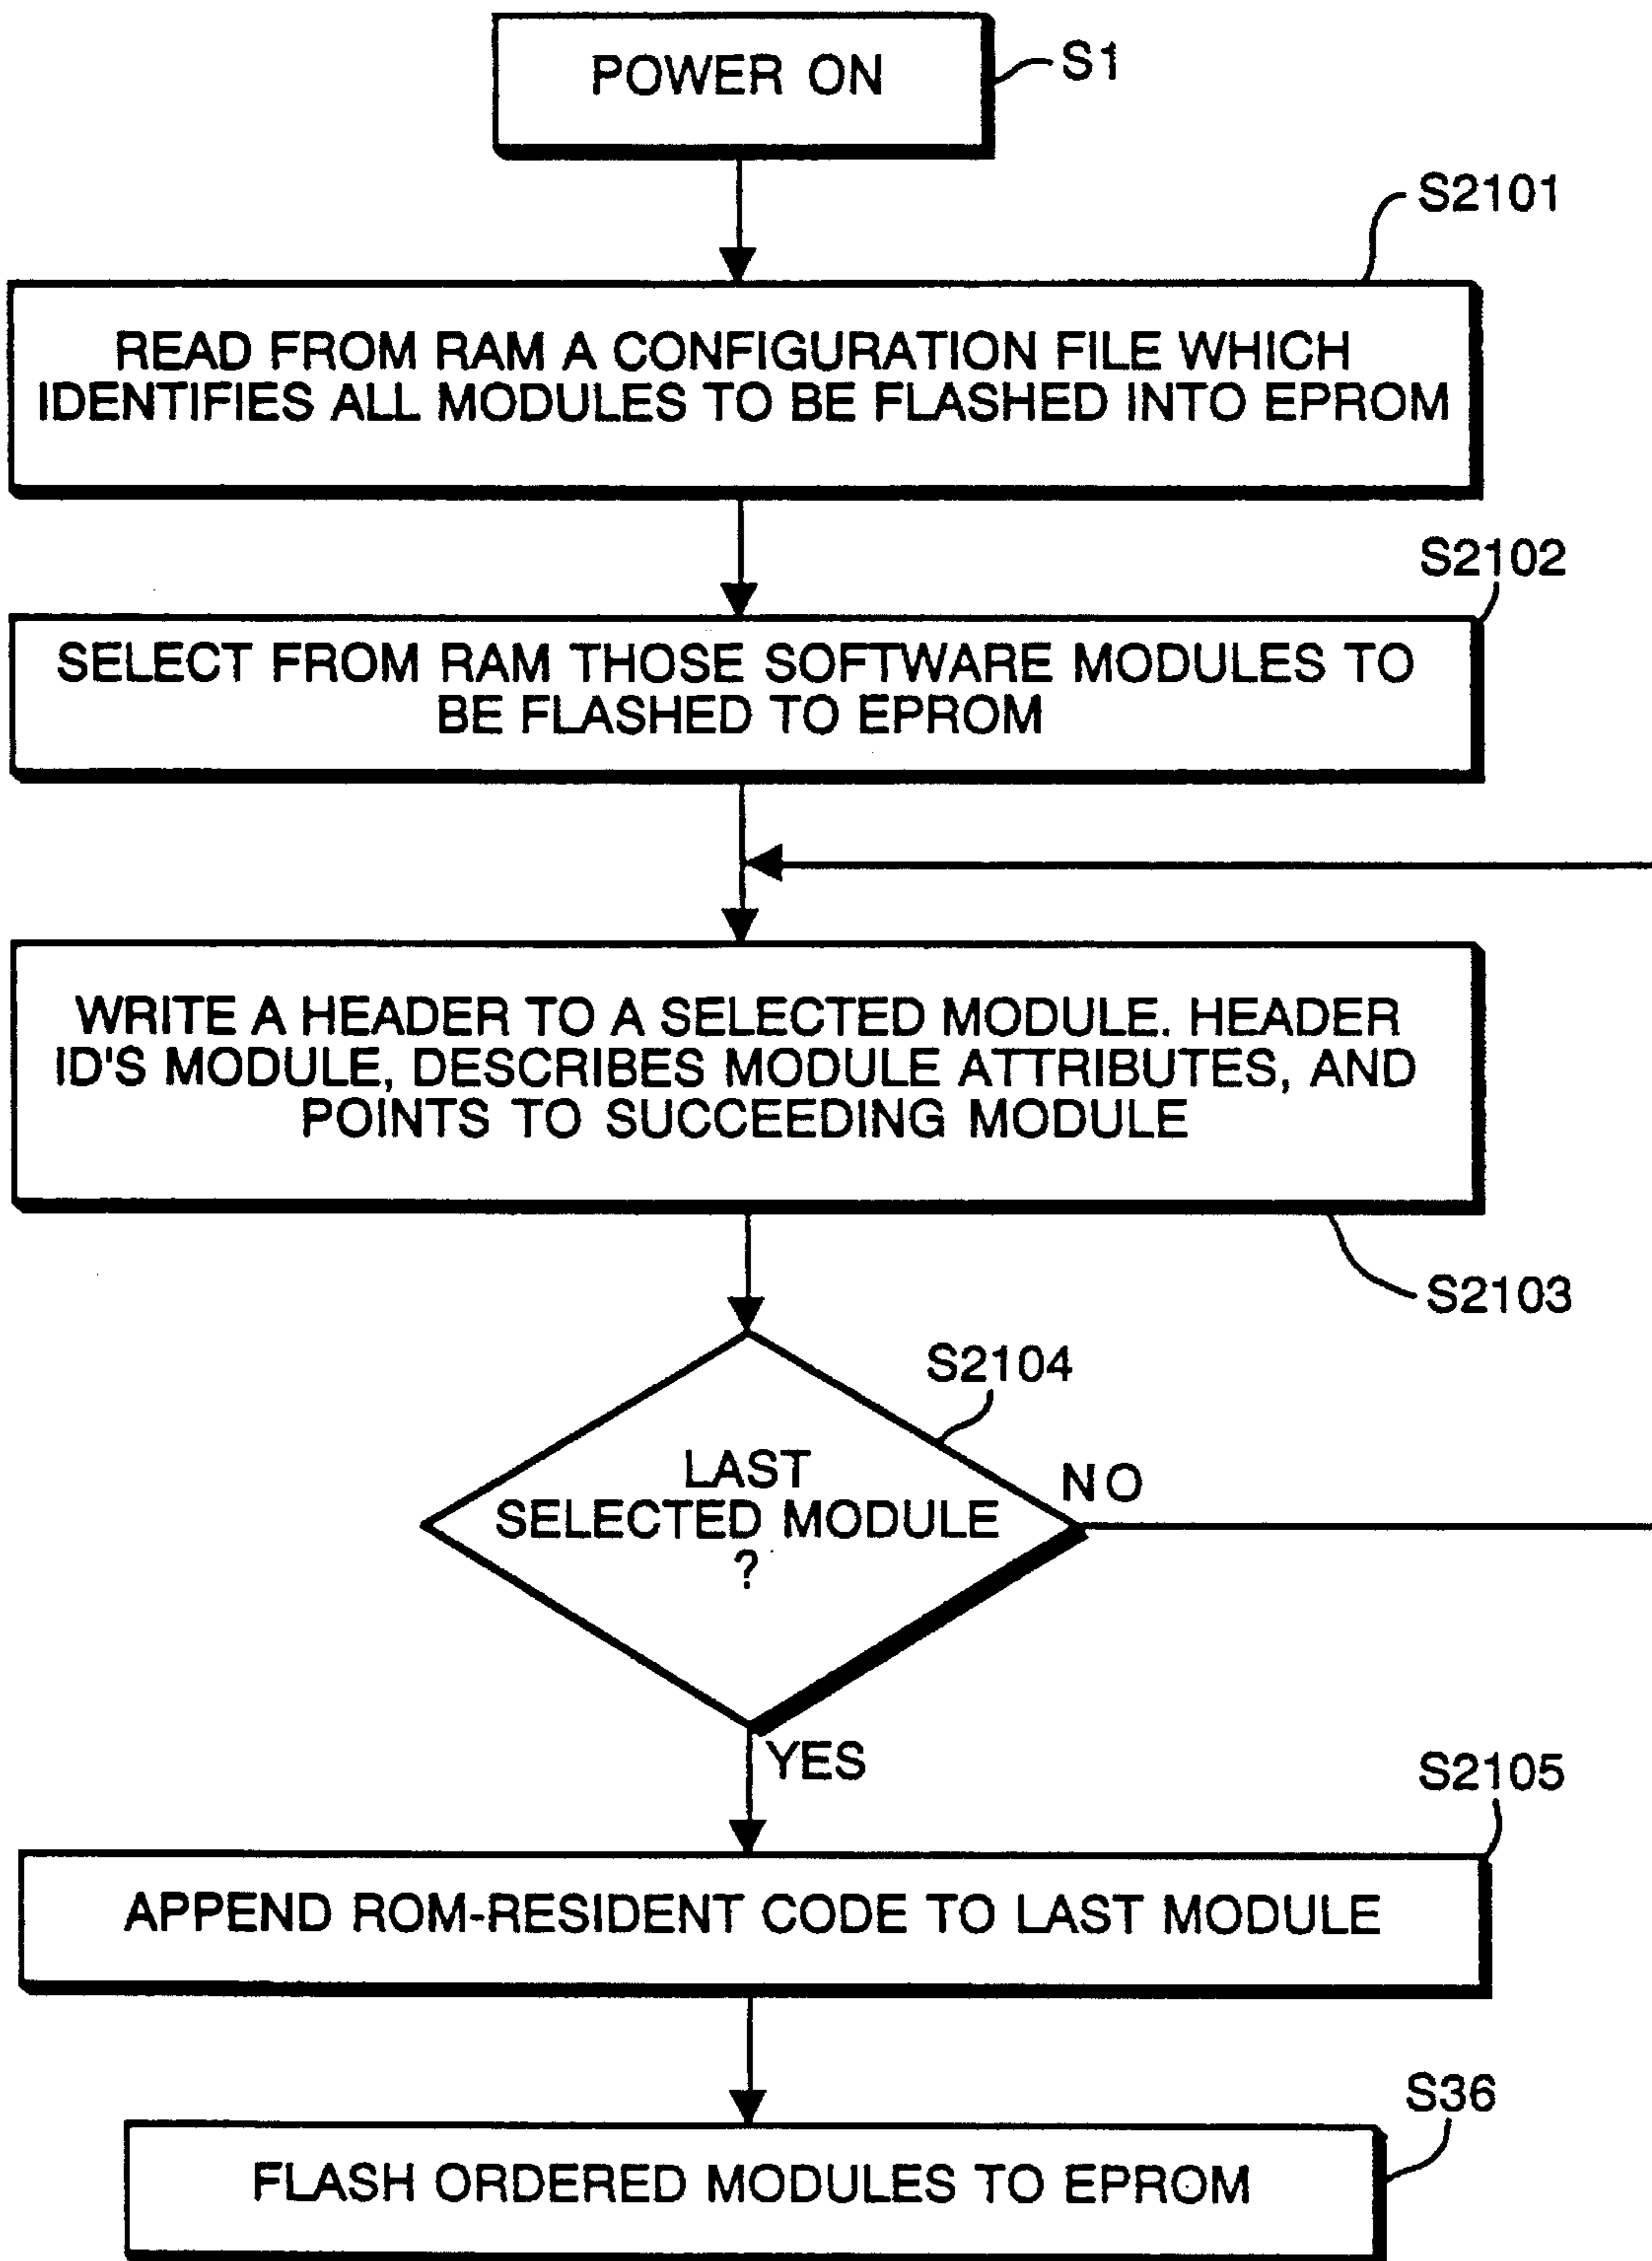 POWER ON
S1
S2101
READ FROM RAM A CONFIGURATION FILE WHICH
IDENTIFIES ALL MODULES TO BE FLASHED INTO EPROM
S2102
SELECT FROM RAM THOSE SOFTWARE MODULES TO
BE FLASHED TO EPROM
WRITE A HEADER TO A SELECTED MODULE. HEADER
ID'S MODULE, DESCRIBES MODULE ATTRIBUTES, AND
POINTS TO SUCCEEDING MODULE
S2103
S2104
LAST
SELECTED MODULE
?
NO
YES
S2105
APPEND ROM-RESIDENT CODE TO LAST MODULE
S36
FLASH ORDERED MODULES TO EPROM